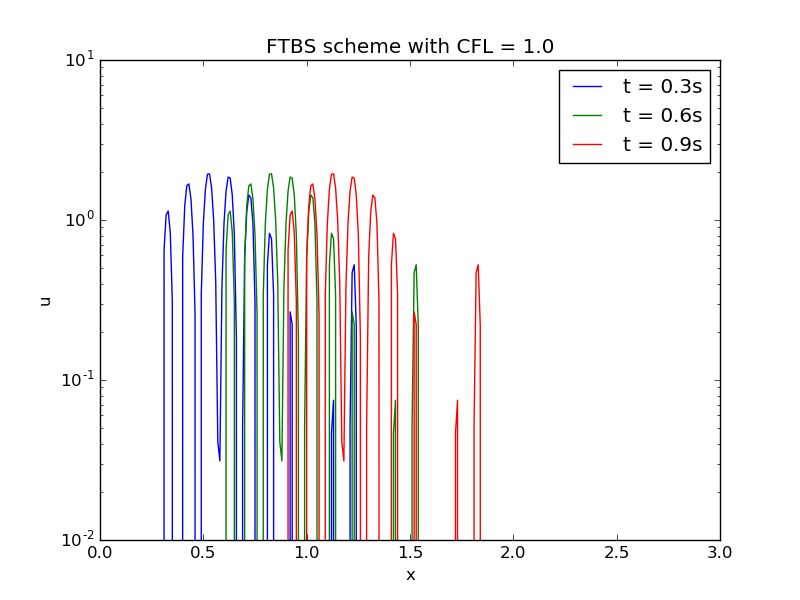 FTBS scheme with CFL = 1.0
t = 0.3s
t = 0.6s
t = 0.9s
10^1
10^0
10^-1
10^-2
u
0.0 0.5 1.0 1.5 2.0 2.5 3.0
x